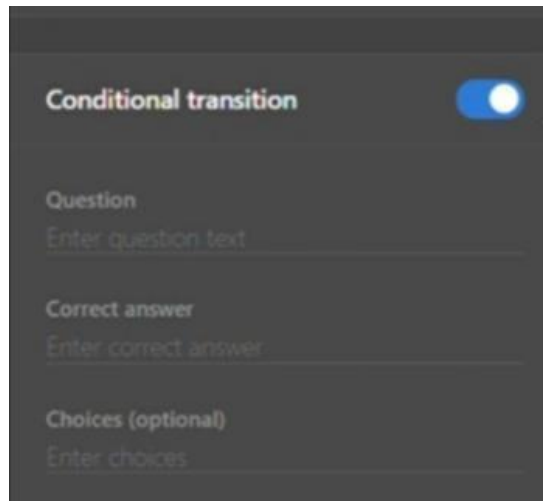 Conditional transition
Question
Enter question text
Correct answer
Enter correct answer
Choices (optional)
Enter choices